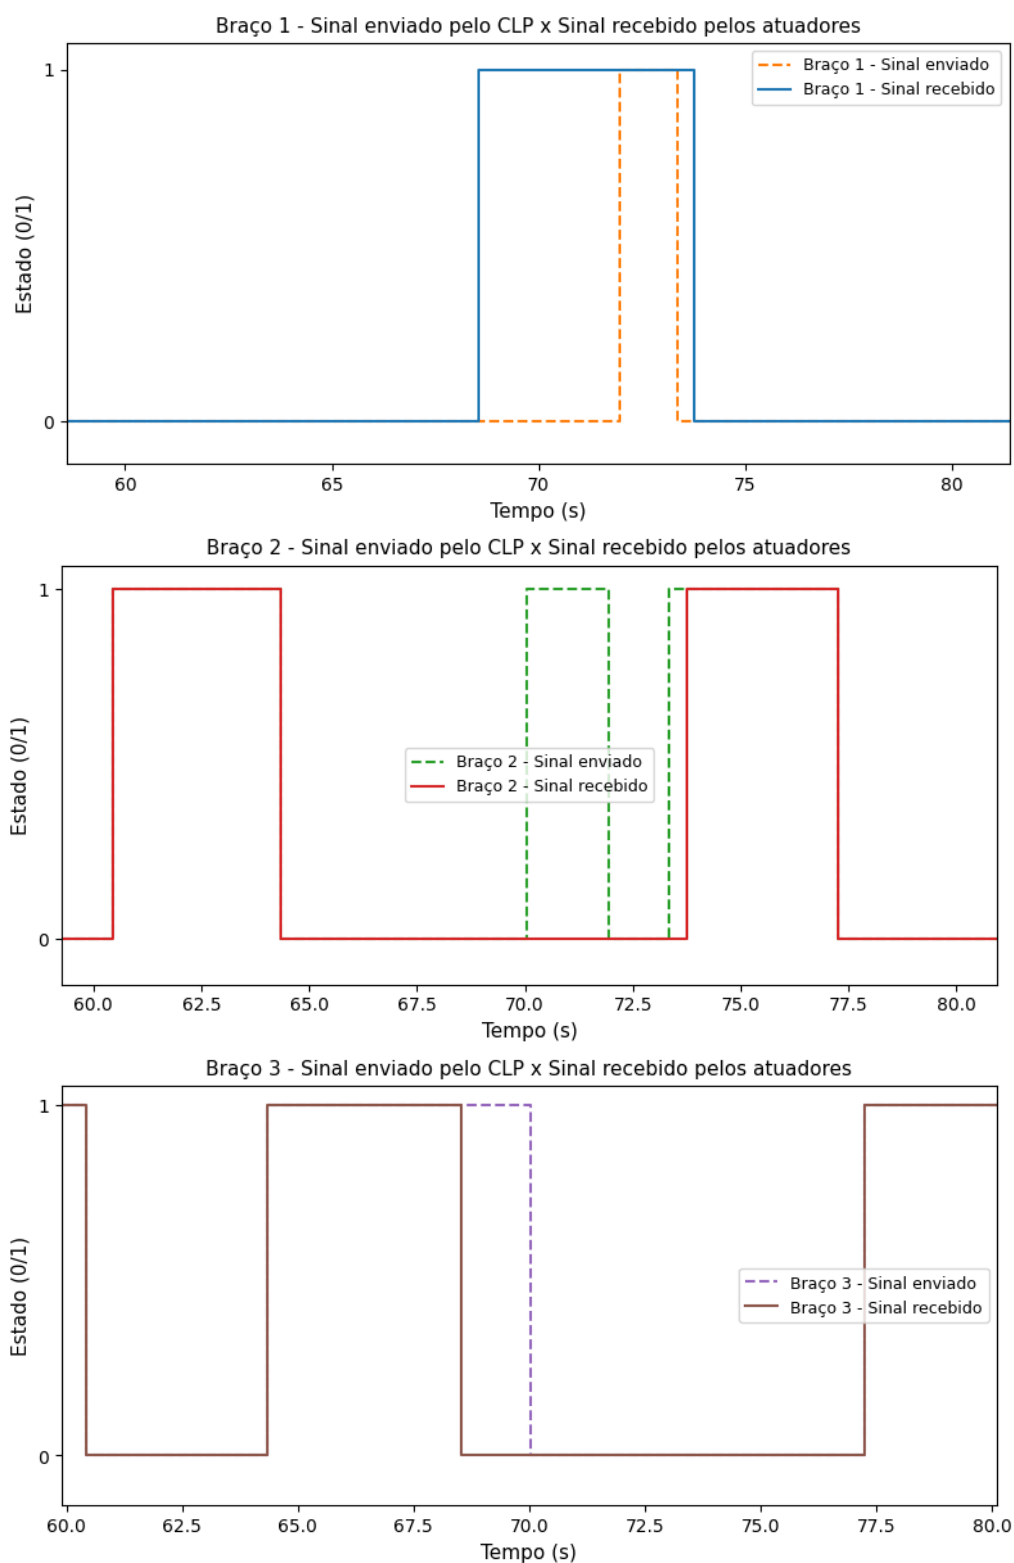 Braço 1 - Sinal enviado pelo CLP x Sinal recebido pelos atuadores
Braço 1 - Sinal enviado
Braço 1 - Sinal recebido
1
0
Estado (0/1)
60 65 70 75 80
Tempo (s)
Braço 2 - Sinal enviado pelo CLP x Sinal recebido pelos atuadores
1
0
Estado (0/1)
Braço 2 - Sinal enviado
Braço 2 - Sinal recebido
60.0 62.5 65.0 67.5 70.0 72.5 75.0 77.5 80.0
Tempo (s)
Braço 3 - Sinal enviado pelo CLP x Sinal recebido pelos atuadores
1
0
Estado (0/1)
Braço 3 - Sinal enviado
Braço 3 - Sinal recebido
60.0 62.5 65.0 67.5 70.0 72.5 75.0 77.5 80.0
Tempo (s)